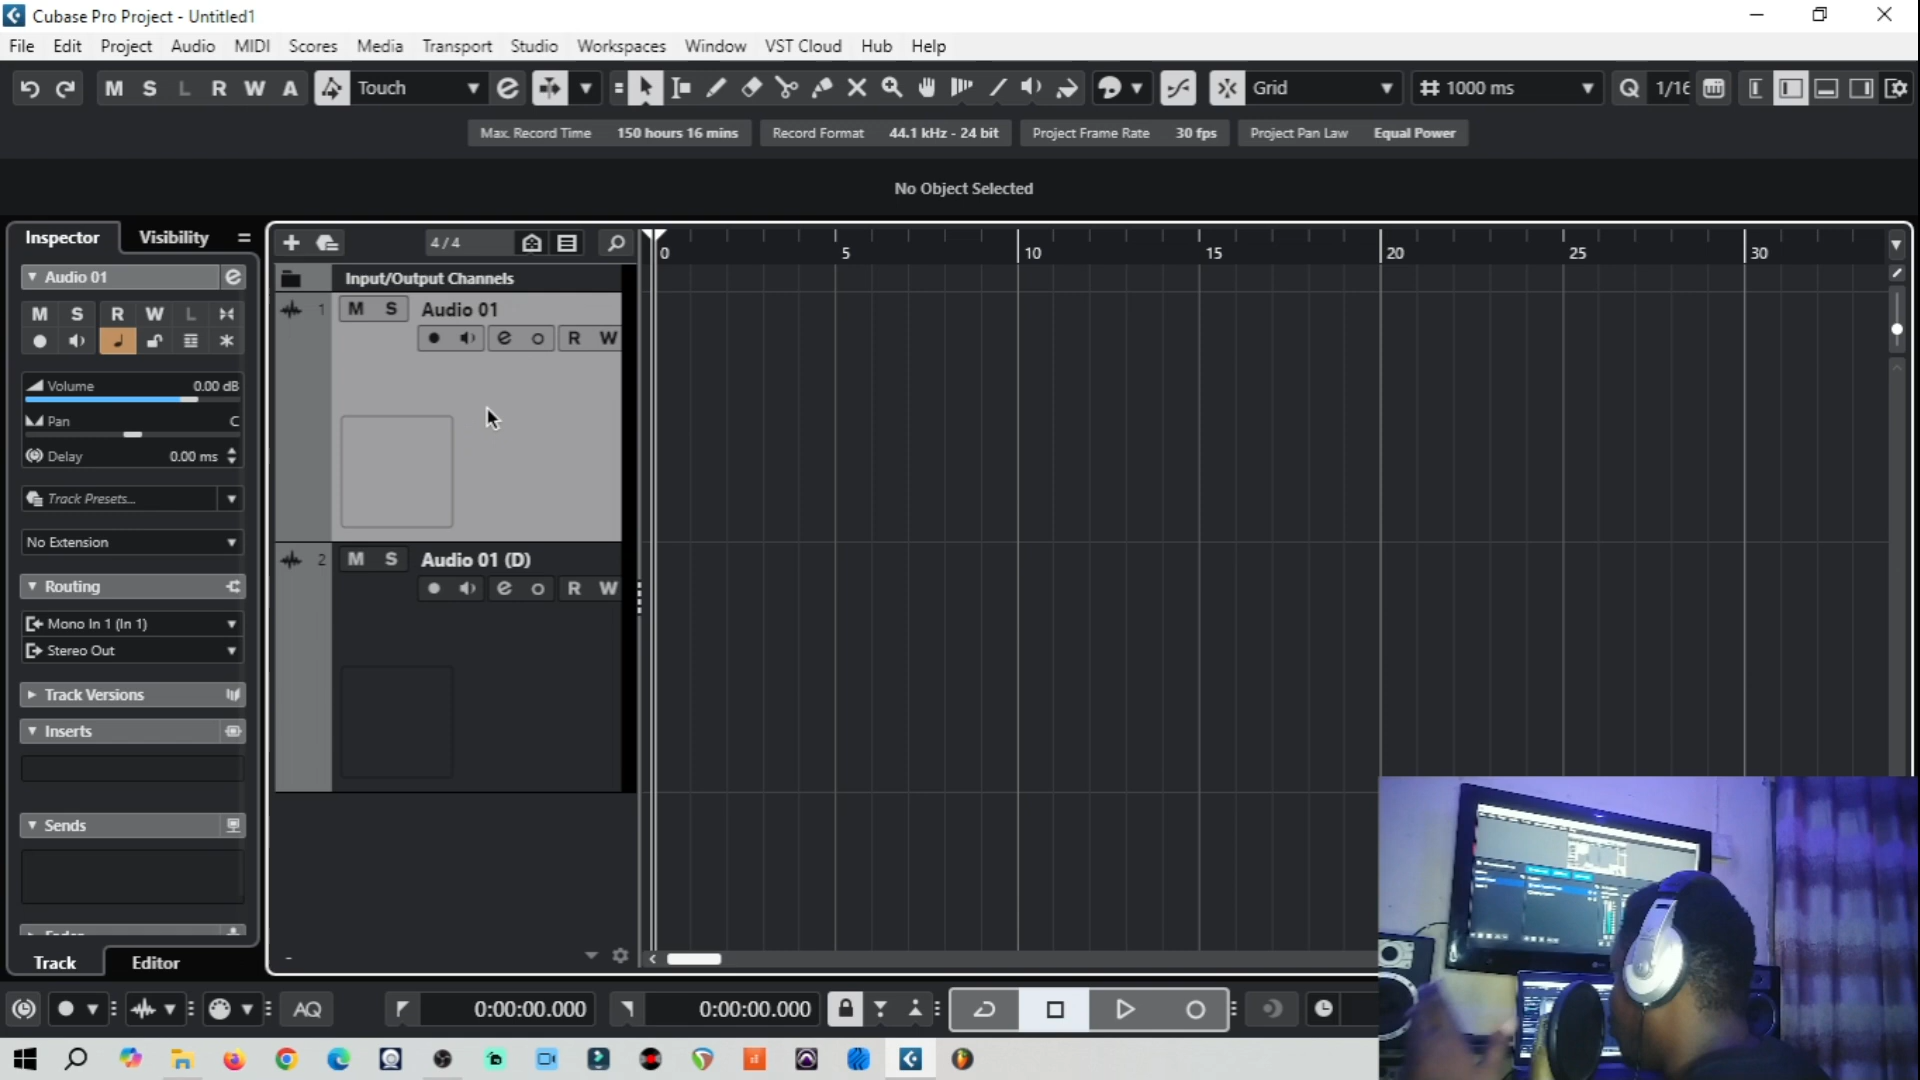 Cubase Pro Project - Untitled1
File Edit Project Audio MIDI Scores Media Transport Studio Workspaces Window VST Cloud Hub Help
M S L R W A Touch Grid 1000 ms Q 1/16
Max. Record Time 150 hours 16 mins Record Format 44.1 kHz - 24 bit Project Frame Rate 30 fps Project Pan Law Equal Power
No Object Selected
Inspector Visibility
4 / 4
0 5 10 15 20 25 30
Audio 01
Input/Output Channels
M S R W L
1 M S Audio 01
R W
Volume 0.00 dB
Pan C
Delay 0.00 ms
Track Presets...
No Extension
2 M S Audio 01 (D)
R W
Routing
Mono In 1 (In 1)
Stereo Out
Track Versions
Inserts
Sends
Fader
Track Editor
AQ 0:00:00.000 0:00:00.000